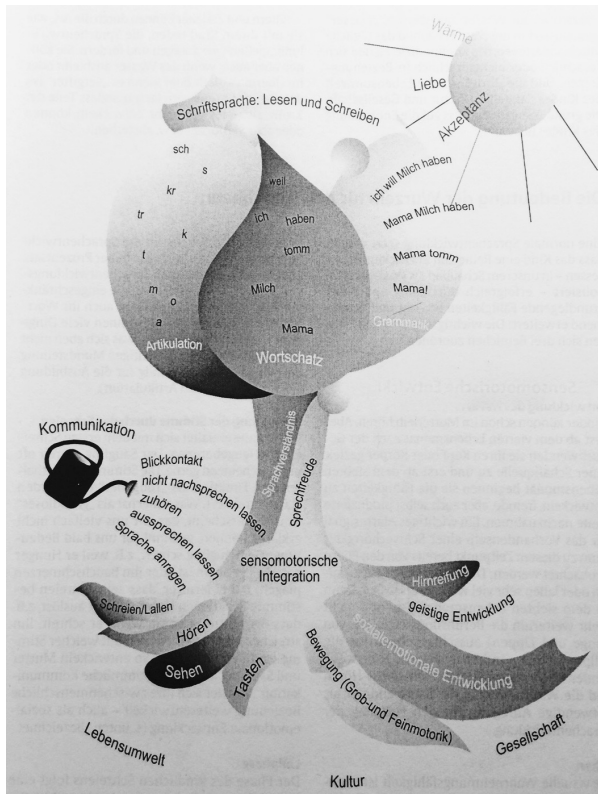 Wärme
Liebe
Akzeptanz
Schriftsprache: Lesen und Schreiben
sch
s
kr
tr
k
t
m
o
a
Artikulation
weil
ich
haben
tomm
Milch
Mama
Wortschatz
ich will Milch haben
Mama Milch haben
Mama tomm
Mama!
Grammatik
Kommunikation
Blickkontakt
nicht nachsprechen lassen
zuhören
aussprechen lassen
Sprache anregen
Sprachverständnis
Sprechfreude
sensomotorische
Integration
Schreien/Lallen
Hören
Sehen
Tasten
Hirnreifung
geistige Entwicklung
sozialemotionale Entwicklung
Bewegung (Grob-und Feinmotorik)
Lebensumwelt
Kultur
Gesellschaft